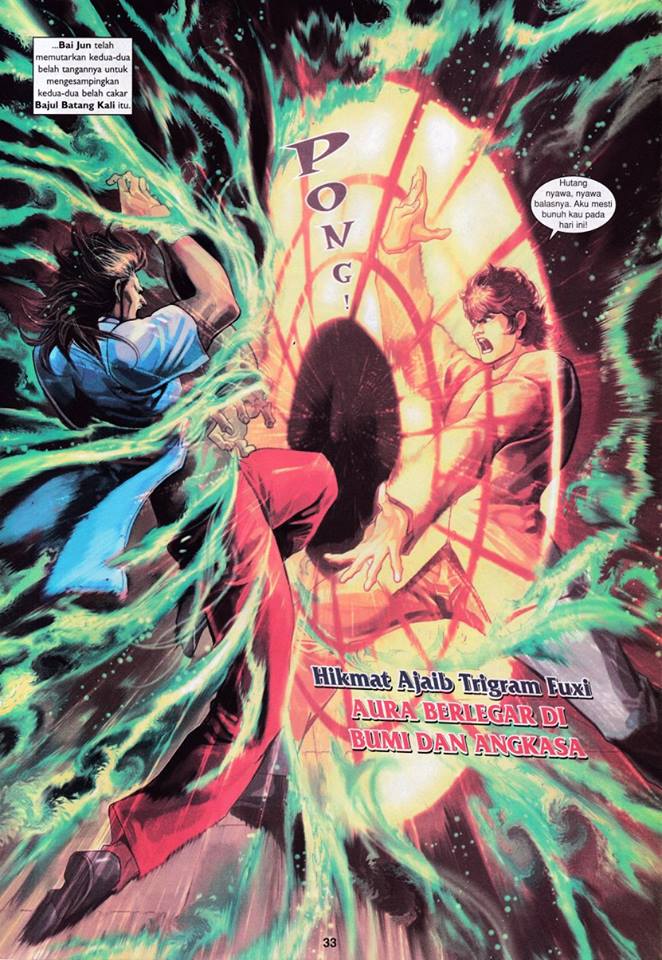 ...Bai Jun telah
memutarkan kedua-dua
belah tangannya untuk
mengesampingkan
kedua-dua belah cakar
Bajul Batang Kali itu.
PONG!
Hutang
nyawa, nyawa
balasnya. Aku mesti
bunuh kau pada
hari ini!
Hikmat Ajaib Trigram Fuxi
AURA BERLEGAR DI
BUMI DAN ANGKASA
33